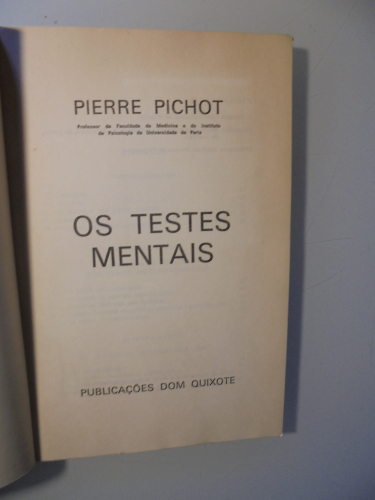 PIERRE PICHOT
Professor da Faculdade de Medicina e do Instituto
de Psicologia da Universidade de Paris
OS TESTES
MENTAIS
PUBLICAÇÕES DOM QUIXOTE